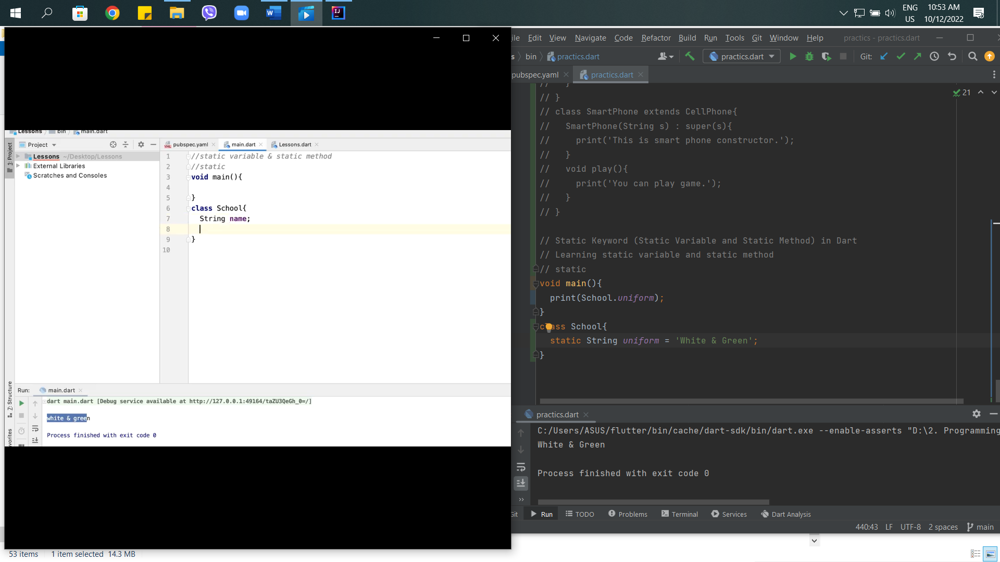 ENG
US
10:53 AM
10/12/2022
ile Edit View Navigate Code Refactor Build Run Tools Git Window Help
practics - practics.dart
s bin practics.dart
practics.dart
Git:
pubspec.yaml
practics.dart
// }
// }
// class SmartPhone extends CellPhone{
//   SmartPhone(String s) : super(s){
//     print('This is smart phone constructor.');
//   }
//   void play(){
//     print('You can play game.');
//   }
// }
// Static Keyword (Static Variable and Static Method) in Dart
// Learning static variable and static method
// static
void main(){
  print(School.uniform);
}
class School{
  static String uniform = 'White & Green';
}
21
Lessons bin main.dart
Project
pubspec.yaml
main.dart
Lessons.dart
1: Project
Lessons ~/Desktop/Lessons
External Libraries
Scratches and Consoles
1 //static variable & static method
2 //static
3 void main(){
4
5 }
6 class School{
7   String name;
8
9 }
10
Z: Structure
vorites
Run: main.dart
dart main.dart [Debug service available at http://127.0.0.1:49164/taZU3QeGh_0=/]
white & green
Process finished with exit code 0
practics.dart
C:/Users/ASUS/flutter/bin/cache/dart-sdk/bin/dart.exe --enable-asserts "D:\2. Programming
White & Green
Process finished with exit code 0
Git Run TODO Problems Terminal Services Dart Analysis
440:43 LF UTF-8 2 spaces main
53 items 1 item selected 14.3 MB